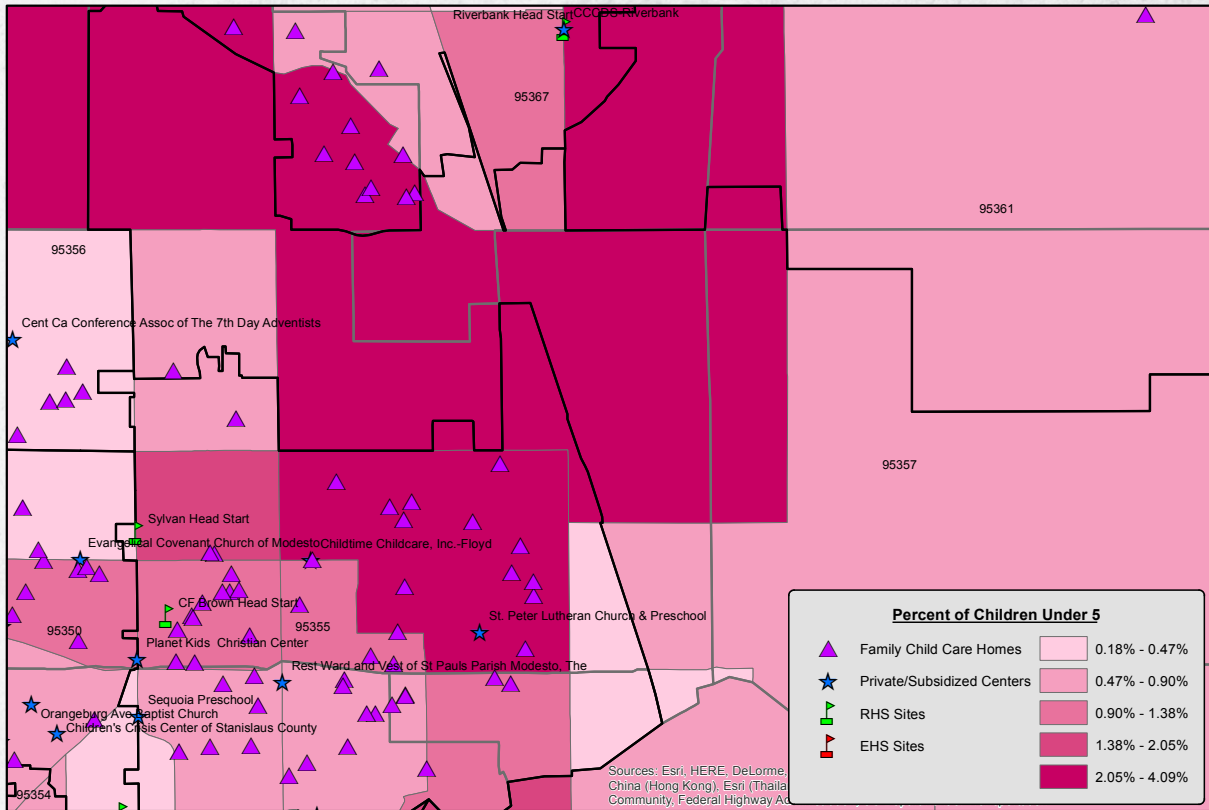 Riverbank Head Start
CCCDS Riverbank
95367
95361
95356
Cent Ca Conference Assoc of The 7th Day Adventists
95357
Sylvan Head Start
Evangelical Covenant Church of Modesto
Childtime Childcare, Inc.-Floyd
CF Brown Head Start
St. Peter Lutheran Church & Preschool
95350
95355
Planet Kids Christian Center
Rest Ward and Vest of St Pauls Parish Modesto, The
Sequoia Preschool
Orangeburg Ave Baptist Church
Children's Crisis Center of Stanislaus County
95354
Percent of Children Under 5
Family Child Care Homes 0.18% - 0.47%
Private/Subsidized Centers 0.47% - 0.90%
RHS Sites 0.90% - 1.38%
EHS Sites 1.38% - 2.05%
2.05% - 4.09%
Sources: Esri, HERE, DeLorme,
China (Hong Kong), Esri
Community, Federal Highway